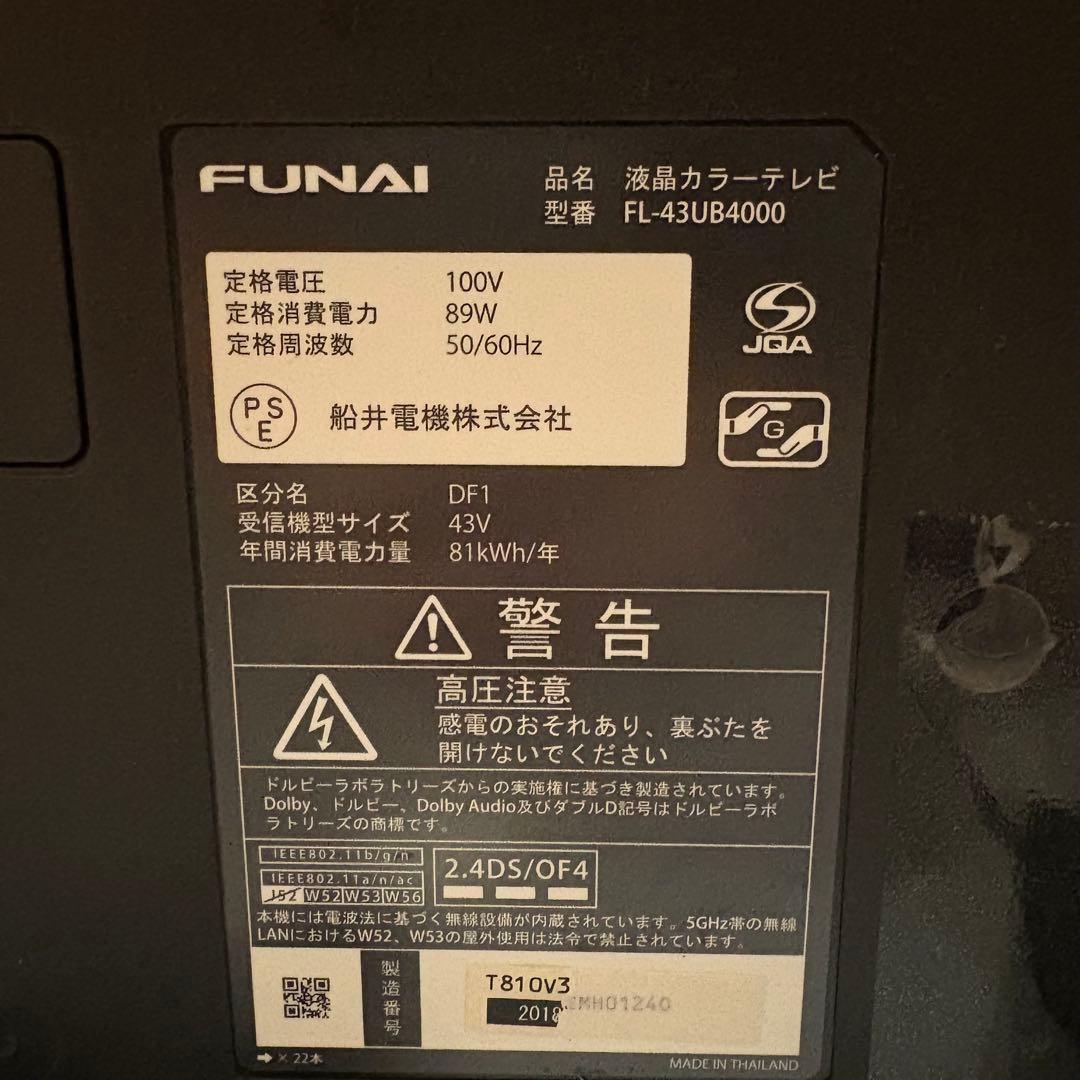 FUNAI
品名 液晶カラーテレビ
型番 FL-43UB4000
定格電圧 100V
定格消費電力 89W
定格周波数 50/60Hz
JQA
PSE 船井電機株式会社
G
区分名 DF1
受信機型サイズ 43V
年間消費電力量 81kWh/年
警告
高圧注意
感電のおそれあり、裏ぶたを
開けないでください
ドルビーラボラトリーズからの実施権に基づき製造されています。
Dolby、ドルビー、Dolby Audio及びダブルD記号はドルビーラボ
ラトリーズの商標です。
IEEE802.11b/g/n
IEEE802.11a/n/ac
J52 W52 W53 W56
2.4DS/OF4
本機には電波法に基づく無線設備が内蔵されています。5GHz帯の無線
LANにおけるW52、W53の屋外使用は法令で禁止されています。
製造番号
T810V3
2018
MH01240
➡ × 22本
MADE IN THAILAND